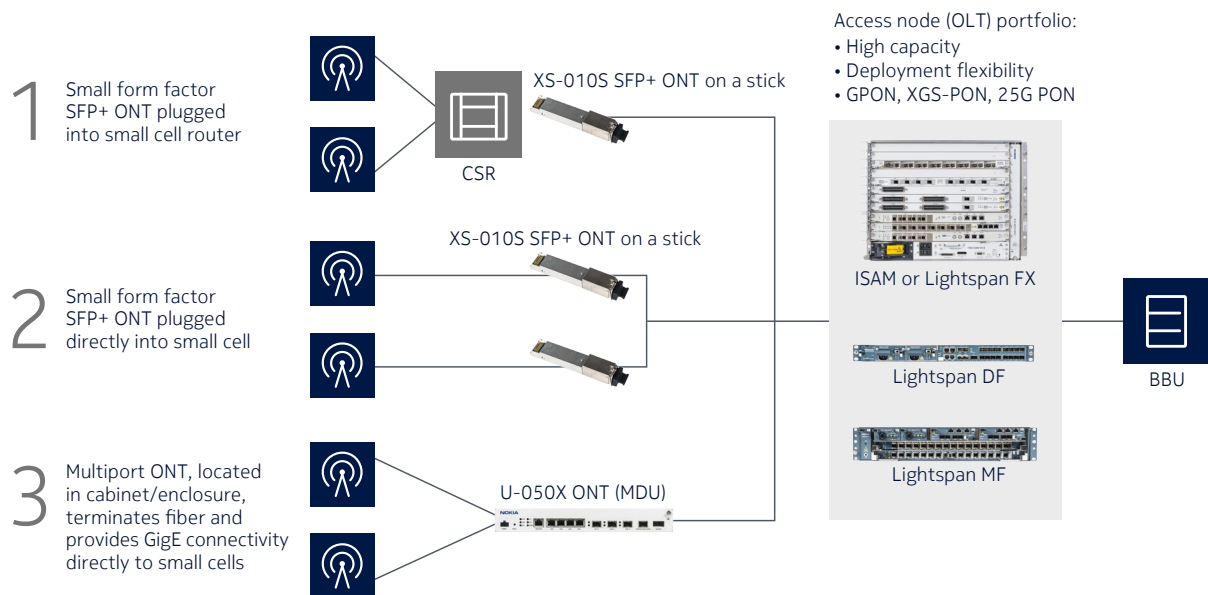 Access node (OLT) portfolio:
• High capacity
• Deployment flexibility
• GPON, XGS-PON, 25G PON
1
Small form factor
SFP+ ONT plugged
into small cell router
CSR
XS-010S SFP+ ONT on a stick
ISAM or Lightspan FX
2
Small form factor
SFP+ ONT plugged
directly into small cell
XS-010S SFP+ ONT on a stick
Lightspan DF
BBU
3
Multiport ONT, located
in cabinet/enclosure,
terminates fiber and
provides GigE connectivity
directly to small cells
U-050X ONT (MDU)
NOKIA
Lightspan MF